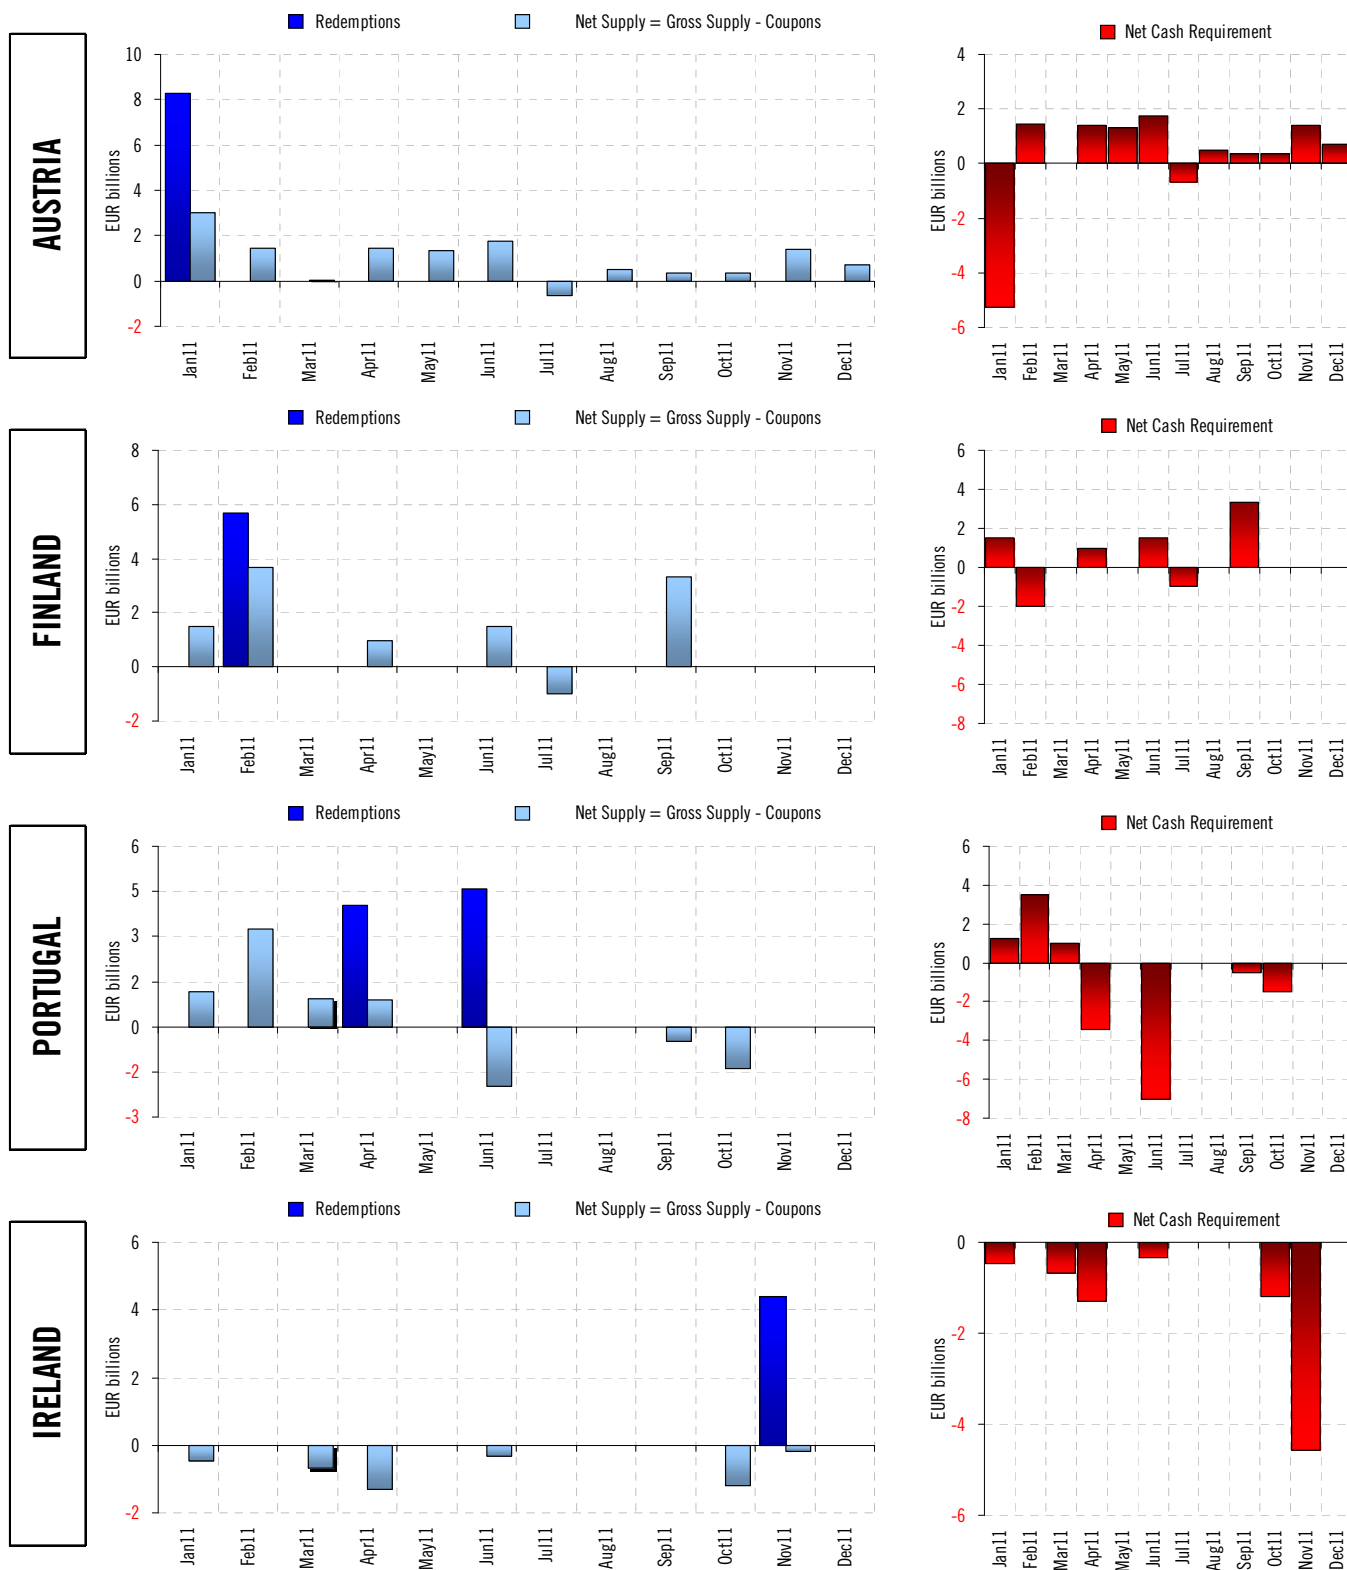 Redemptions
Net Supply = Gross Supply - Coupons
Net Cash Requirement
AUSTRIA
EUR billions
10
8
6
4
2
0
-2
Jan11 Feb11 Mar11 Apr11 May11 Jun11 Jul11 Aug11 Sep11 Oct11 Nov11 Dec11
EUR billions
4
2
0
-2
-4
-6
Jan11 Feb11 Mar11 Apr11 May11 Jun11 Jul11 Aug11 Sep11 Oct11 Nov11 Dec11
Redemptions
Net Supply = Gross Supply - Coupons
Net Cash Requirement
FINLAND
EUR billions
8
6
4
2
0
-2
Jan11 Feb11 Mar11 Apr11 May11 Jun11 Jul11 Aug11 Sep11 Oct11 Nov11 Dec11
EUR billions
6
4
2
0
-2
-4
-6
-8
Jan11 Feb11 Mar11 Apr11 May11 Jun11 Jul11 Aug11 Sep11 Oct11 Nov11 Dec11
Redemptions
Net Supply = Gross Supply - Coupons
Net Cash Requirement
PORTUGAL
EUR billions
6
5
3
2
0
-2
-3
Jan11 Feb11 Mar11 Apr11 May11 Jun11 Jul11 Aug11 Sep11 Oct11 Nov11 Dec11
EUR billions
6
4
2
0
-2
-4
-6
-8
Jan11 Feb11 Mar11 Apr11 May11 Jun11 Jul11 Aug11 Sep11 Oct11 Nov11 Dec11
Redemptions
Net Supply = Gross Supply - Coupons
Net Cash Requirement
IRELAND
EUR billions
6
4
2
0
-2
Jan11 Feb11 Mar11 Apr11 May11 Jun11 Jul11 Aug11 Sep11 Oct11 Nov11 Dec11
EUR billions
0
-2
-4
-6
Jan11 Feb11 Mar11 Apr11 May11 Jun11 Jul11 Aug11 Sep11 Oct11 Nov11 Dec11